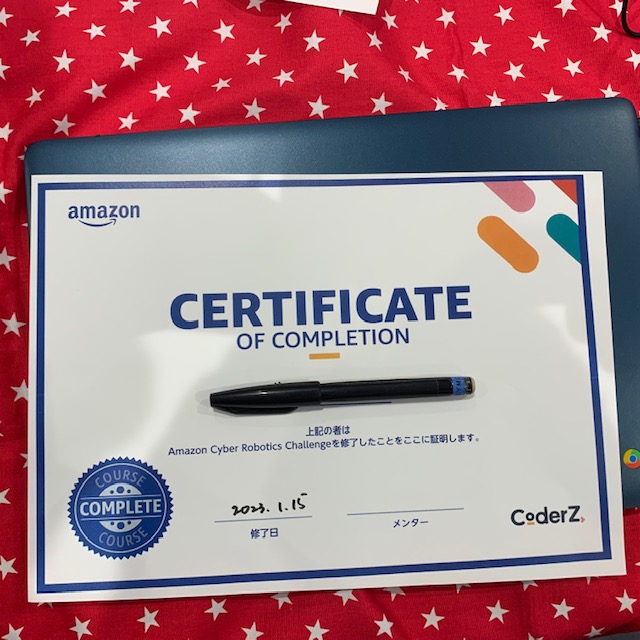 amazon
CERTIFICATE
OF COMPLETION
上記の者は
Amazon Cyber Robotics Challengeを修了したことをここに証明します。
COURSE
COMPLETE
COURSE
2023.1.15
修了日
メンター
CoderZ